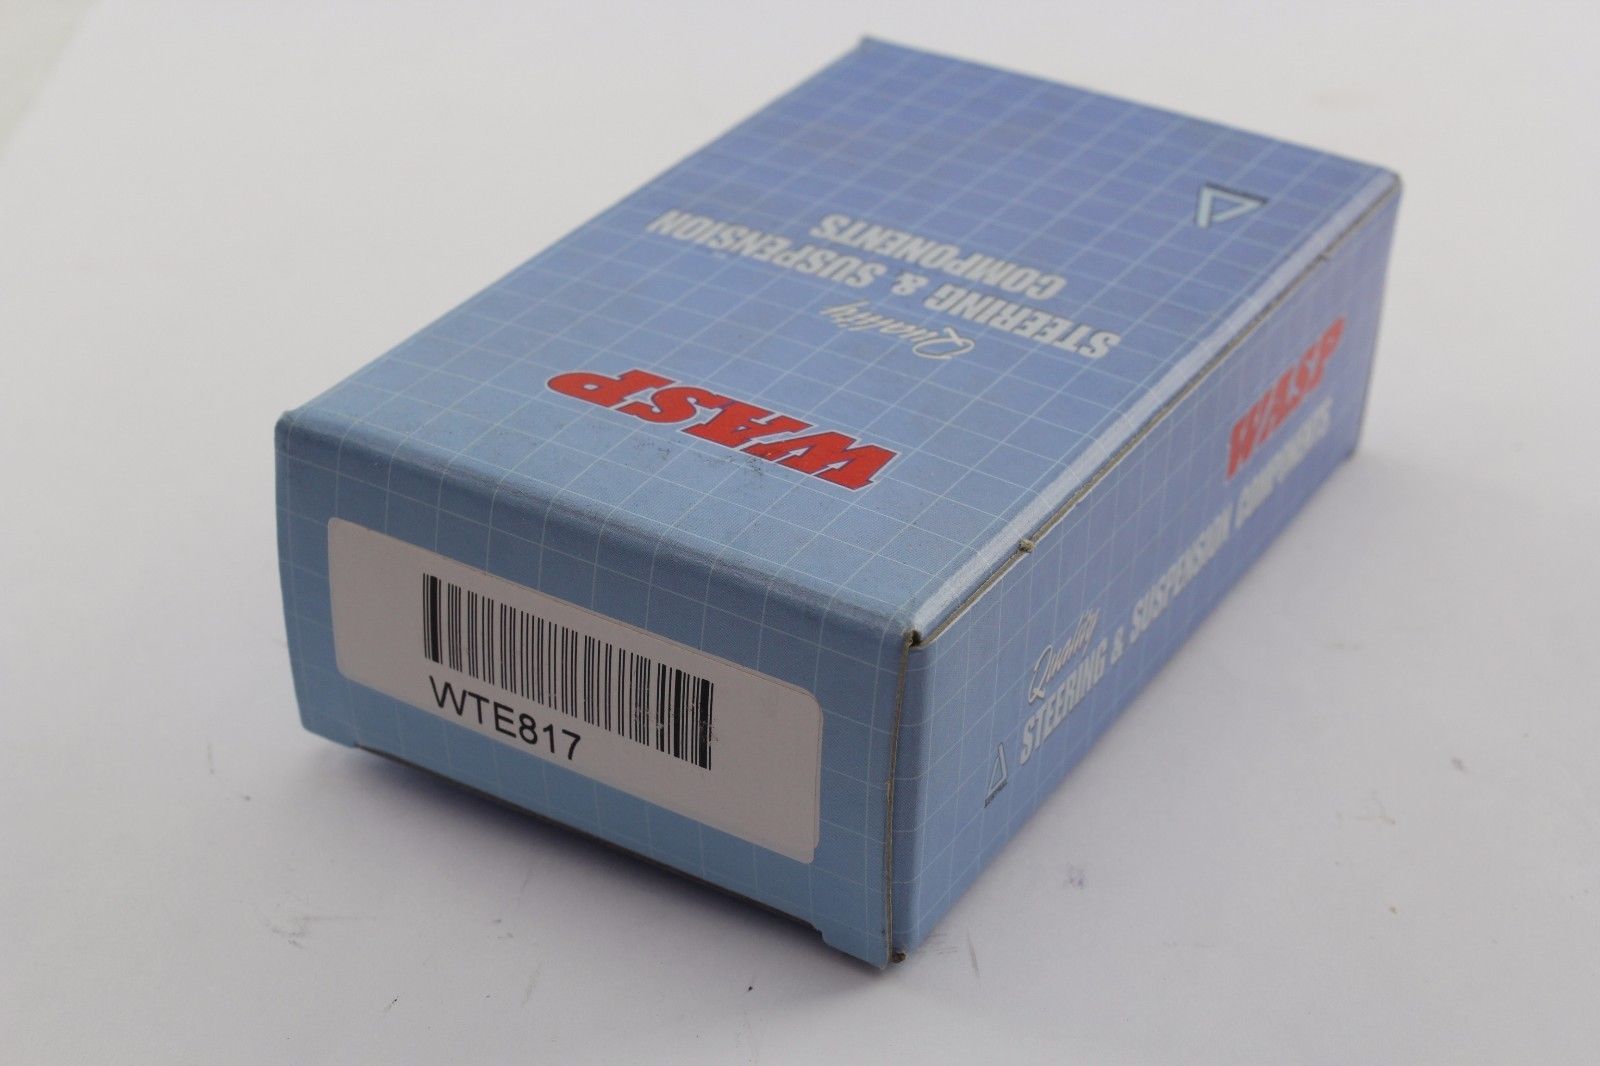 WASP
Quality
STEERING & SUSPENSION
COMPONENTS
WASP
Quality
STEERING & SUSPENSION COMPONENTS
WTE817